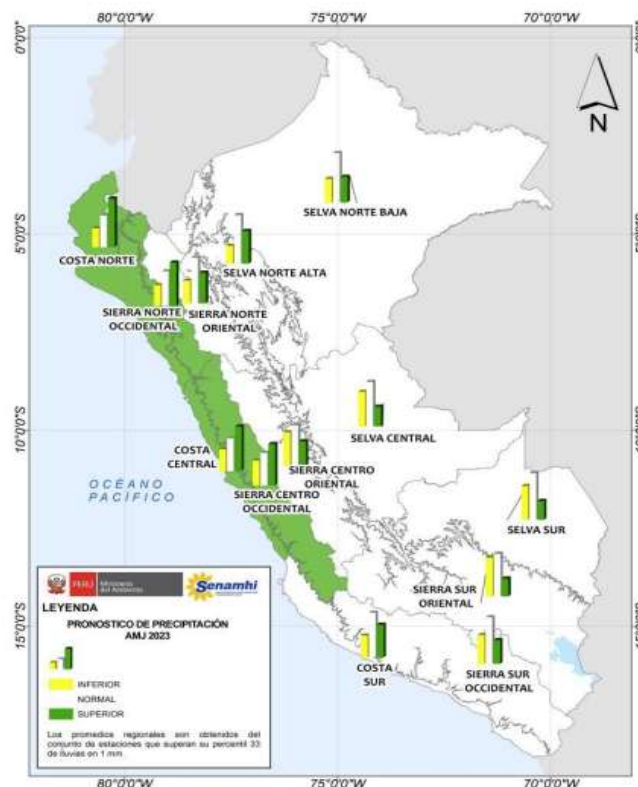 80°0'0"W 75°0'0"W 70°0'0"W
0°0'0"
N
SELVA NORTE BAJA
5°0'0"S
COSTA NORTE
SELVA NORTE ALTA
SIERRA NORTE
OCCIDENTAL
SIERRA NORTE
ORIENTAL
SELVA CENTRAL
10°0'0"S
COSTA
CENTRAL
SIERRA CENTRO
ORIENTAL
SIERRA CENTRO
OCCIDENTAL
OCÉANO
PACÍFICO
SELVA SUR
SIERRA SUR
ORIENTAL
PERÚ
Ministerio
del Ambiente
Senamhi
LEYENDA
PRONOSTICO DE PRECIPITACIÓN
AMJ 2023
INFERIOR
NORMAL
SUPERIOR
Los promedios regionales son obtenidos del
conjunto de estaciones que superan su percentil 33
de lluvias en 1 mm.
15°0'0"S
COSTA
SUR
SIERRA SUR
OCCIDENTAL
80°0'0"W 75°0'0"W 70°0'0"W